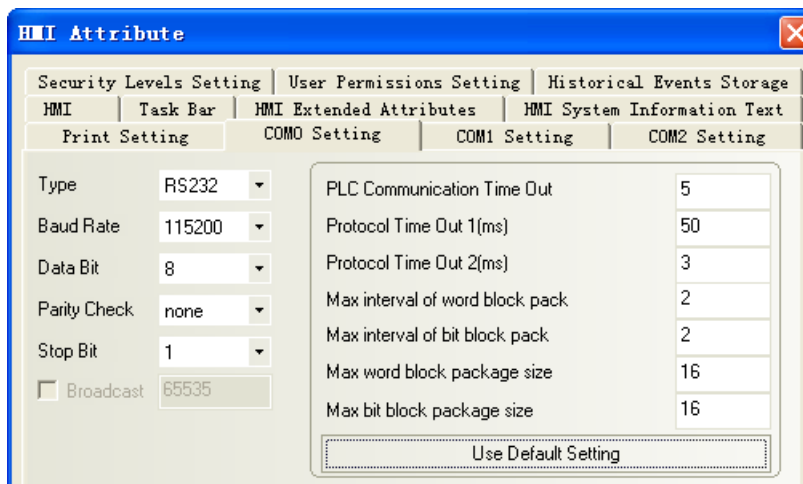 HMI Attribute
Security Levels Setting User Permissions Setting Historical Events Storage
HMI Task Bar HMI Extended Attributes HMI System Information Text
Print Setting COM0 Setting COM1 Setting COM2 Setting
Type RS232
Baud Rate 115200
Data Bit 8
Parity Check none
Stop Bit 1
Broadcast 65535
PLC Communication Time Out 5
Protocol Time Out 1(ms) 50
Protocol Time Out 2(ms) 3
Max interval of word block pack 2
Max interval of bit block pack 2
Max word block package size 16
Max bit block package size 16
Use Default Setting